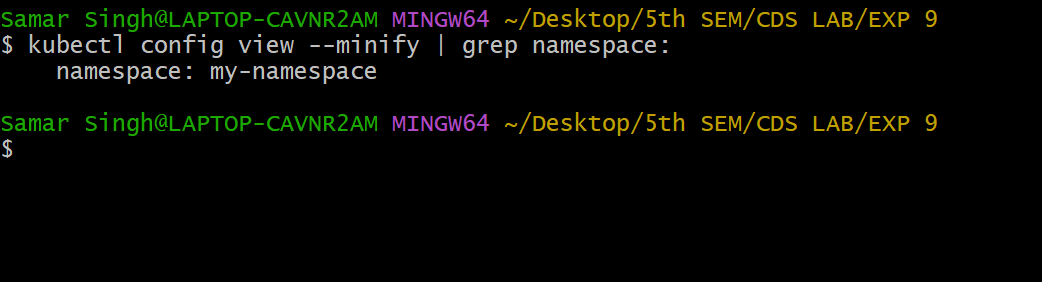 Samar Singh@LAPTOP-CAVNR2AM MINGW64 ~/Desktop/5th SEM/CDS LAB/EXP 9
$ kubectl config view --minify | grep namespace:
    namespace: my-namespace

Samar Singh@LAPTOP-CAVNR2AM MINGW64 ~/Desktop/5th SEM/CDS LAB/EXP 9
$